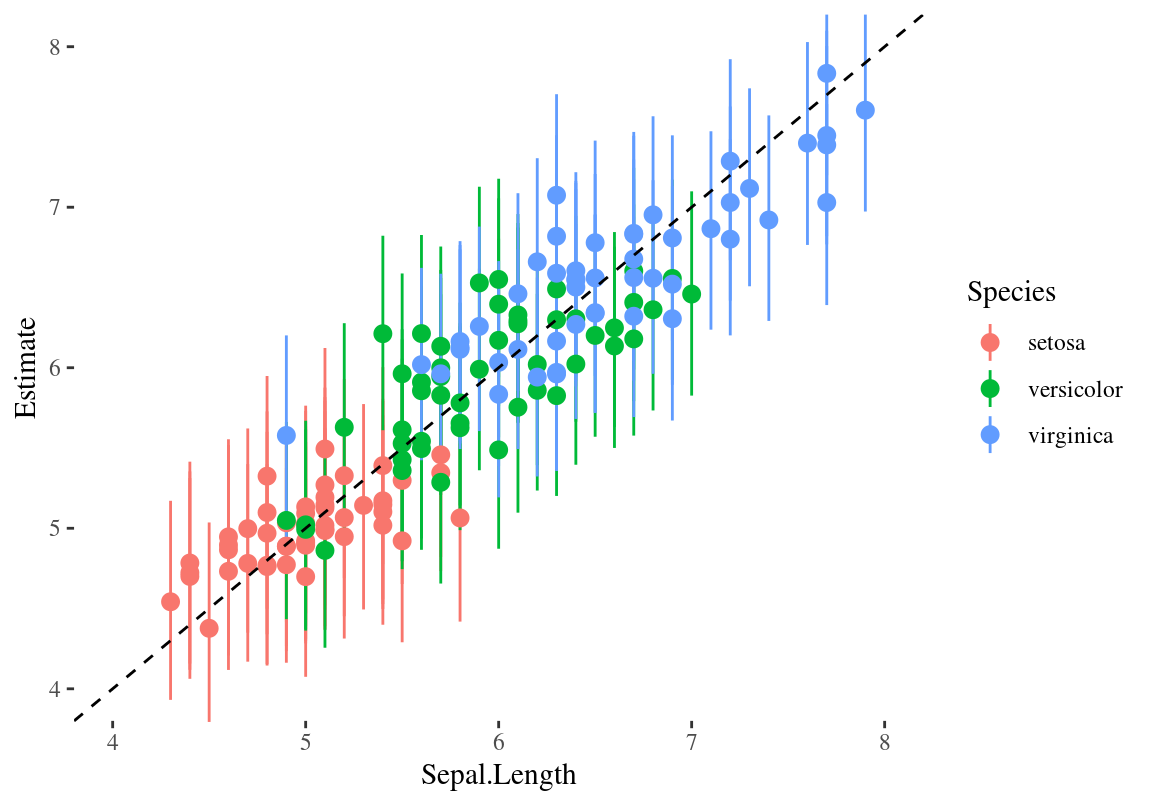 Estimate
8
7
6
5
4
4 5 6 7 8
Sepal.Length
Species
setosa
versicolor
virginica